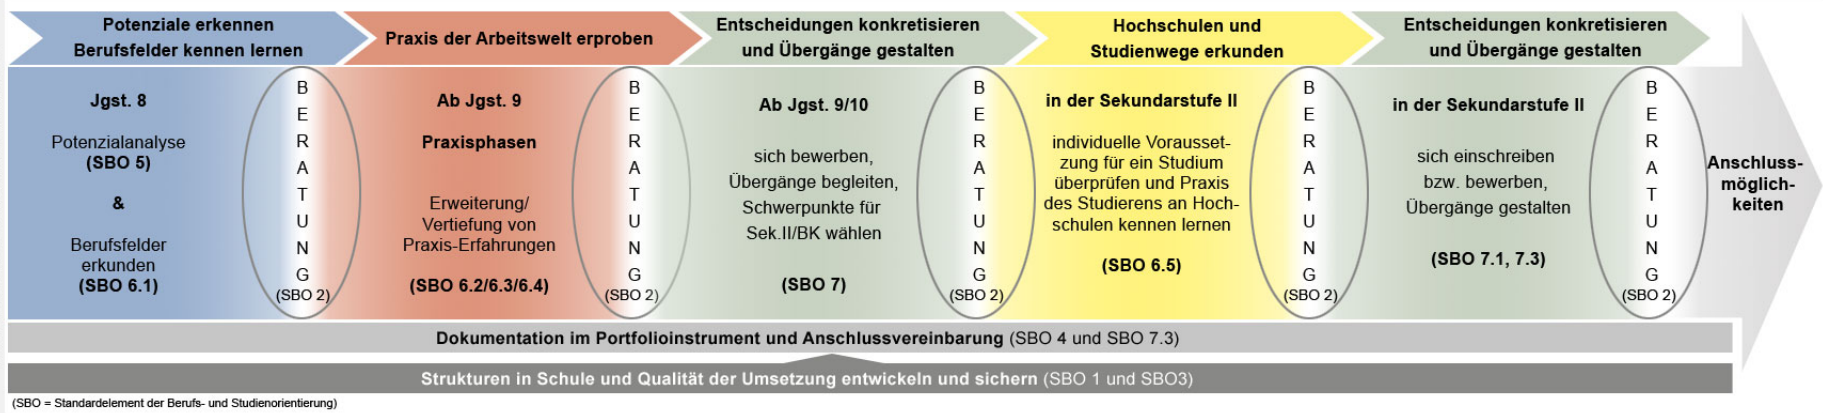 Potenziale erkennen
Berufsfelder kennen lernen
Praxis der Arbeitswelt erproben
Entscheidungen konkretisieren
und Übergänge gestalten
Hochschulen und
Studienwege erkunden
Entscheidungen konkretisieren
und Übergänge gestalten
Jgst. 8
Potenzialanalyse
(SBO 5)
&
Berufsfelder
erkunden
(SBO 6.1)
BERATUNG
(SBO 2)
Ab Jgst. 9
Praxisphasen
Erweiterung/
Vertiefung von
Praxis-Erfahrungen
(SBO 6.2/6.3/6.4)
BERATUNG
(SBO 2)
Ab Jgst. 9/10
sich bewerben,
Übergänge begleiten,
Schwerpunkte für
Sek.II/BK wählen
(SBO 7)
BERATUNG
(SBO 2)
in der Sekundarstufe II
individuelle Vorausset-
zung für ein Studium
überprüfen und Praxis
des Studierens an Hoch-
schulen kennen lernen
(SBO 6.5)
BERATUNG
(SBO 2)
in der Sekundarstufe II
sich einschreiben
bzw. bewerben,
Übergänge gestalten
(SBO 7.1, 7.3)
BERATUNG
(SBO 2)
Anschluss-
möglich-
keiten
Dokumentation im Portfolioinstrument und Anschlussvereinbarung (SBO 4 und SBO 7.3)
Strukturen in Schule und Qualität der Umsetzung entwickeln und sichern (SBO 1 und SBO3)
(SBO = Standardelement der Berufs- und Studienorientierung)